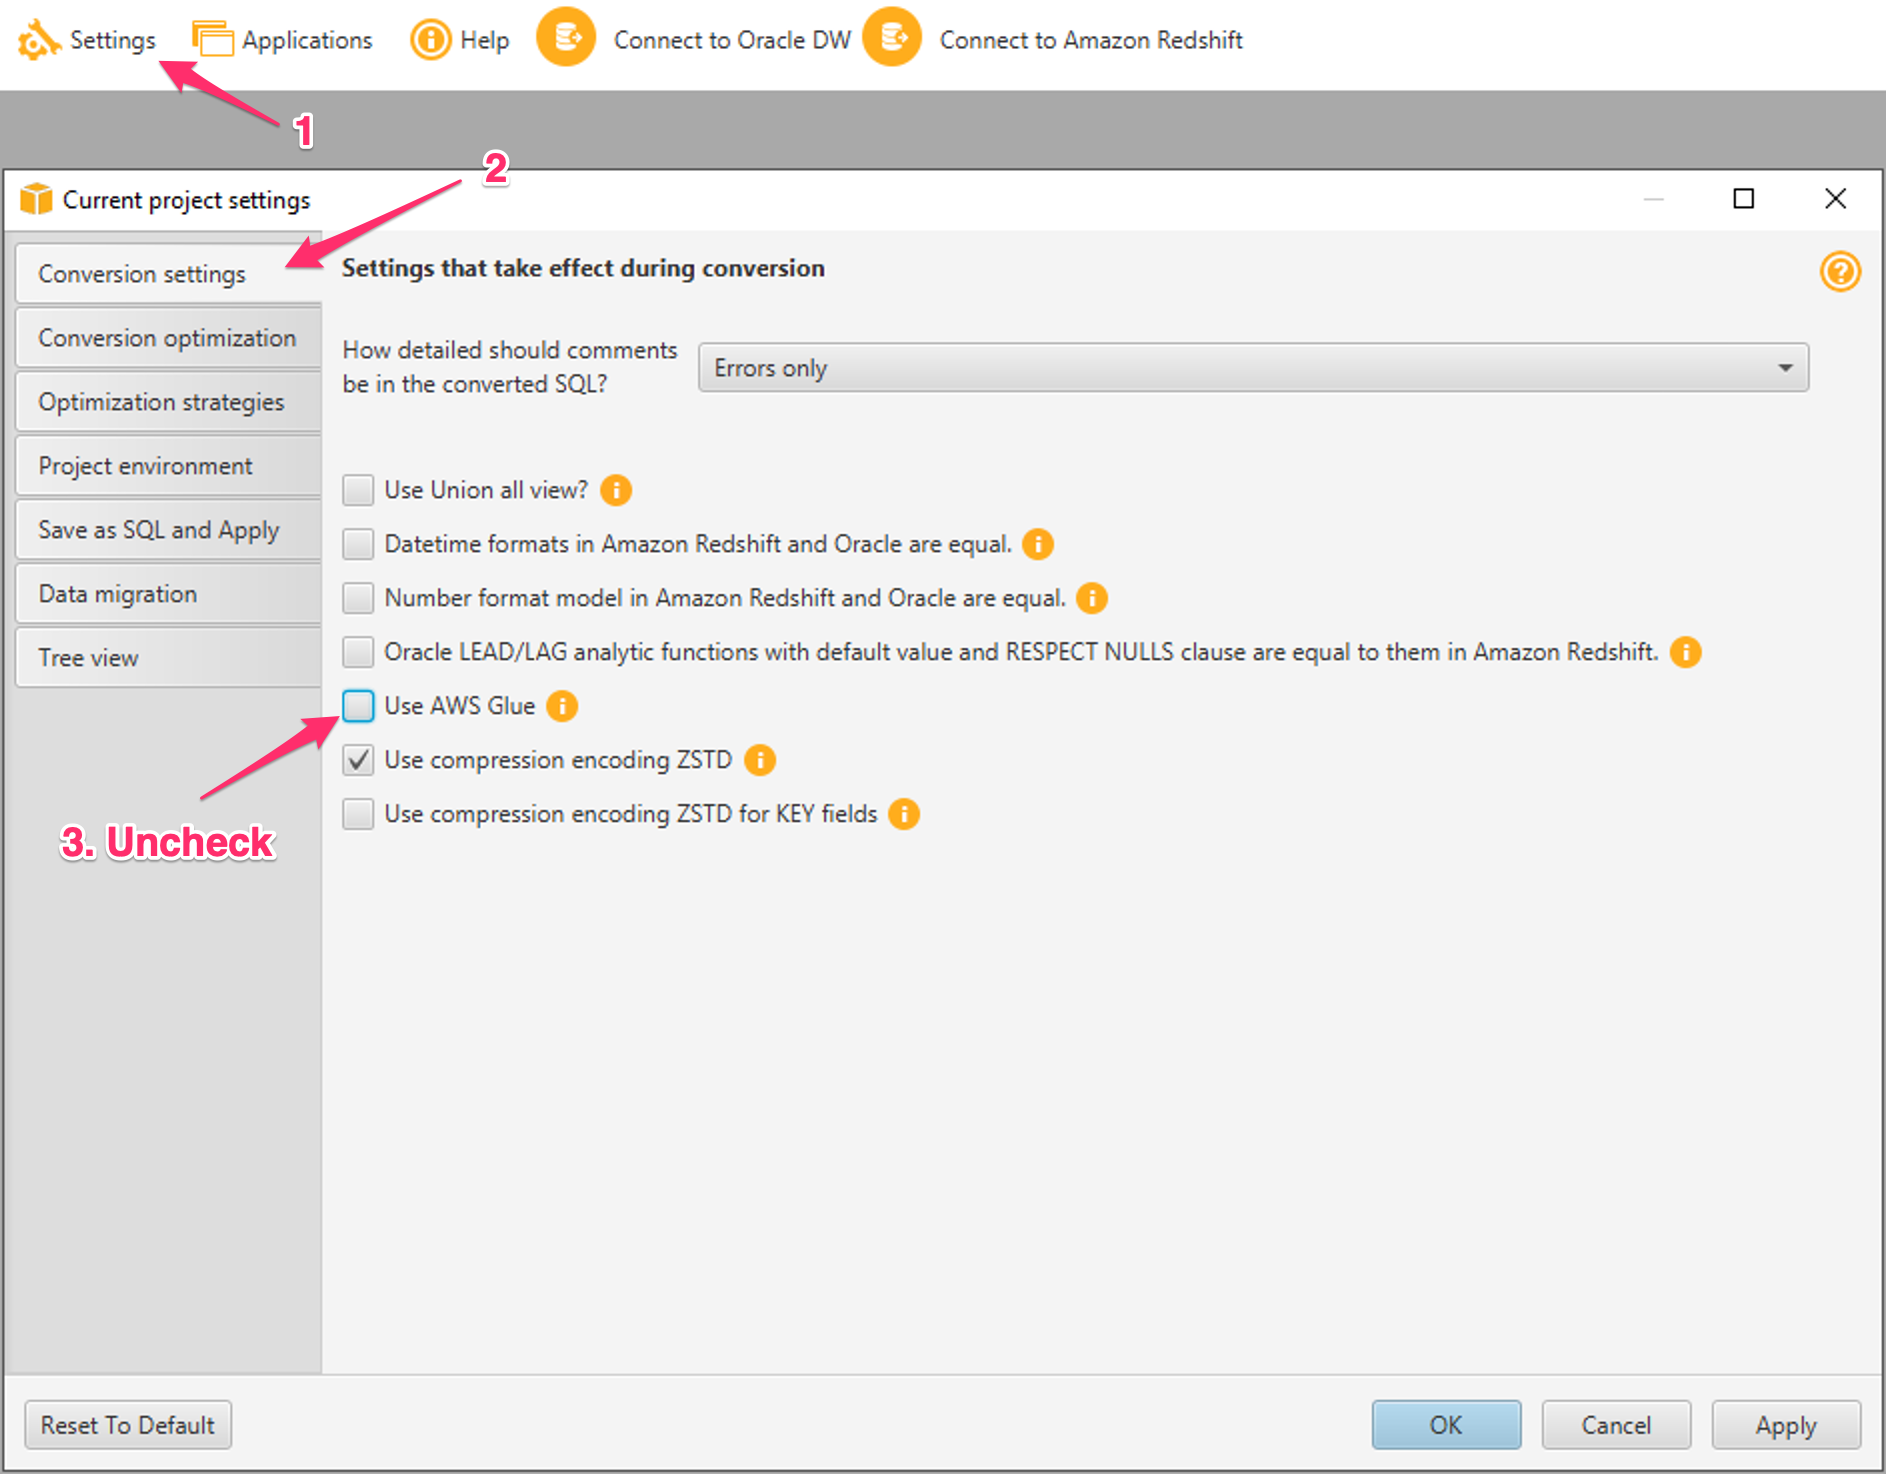 Settings Applications Help Connect to Oracle DW Connect to Amazon Redshift
1
2
Current project settings
Conversion settings
Conversion optimization
Optimization strategies
Project environment
Save as SQL and Apply
Data migration
Tree view
Settings that take effect during conversion
How detailed should comments
be in the converted SQL?
Errors only
Use Union all view?
Datetime formats in Amazon Redshift and Oracle are equal.
Number format model in Amazon Redshift and Oracle are equal.
Oracle LEAD/LAG analytic functions with default value and RESPECT NULLS clause are equal to them in Amazon Redshift.
Use AWS Glue
Use compression encoding ZSTD
Use compression encoding ZSTD for KEY fields
3. Uncheck
Reset To Default OK Cancel Apply